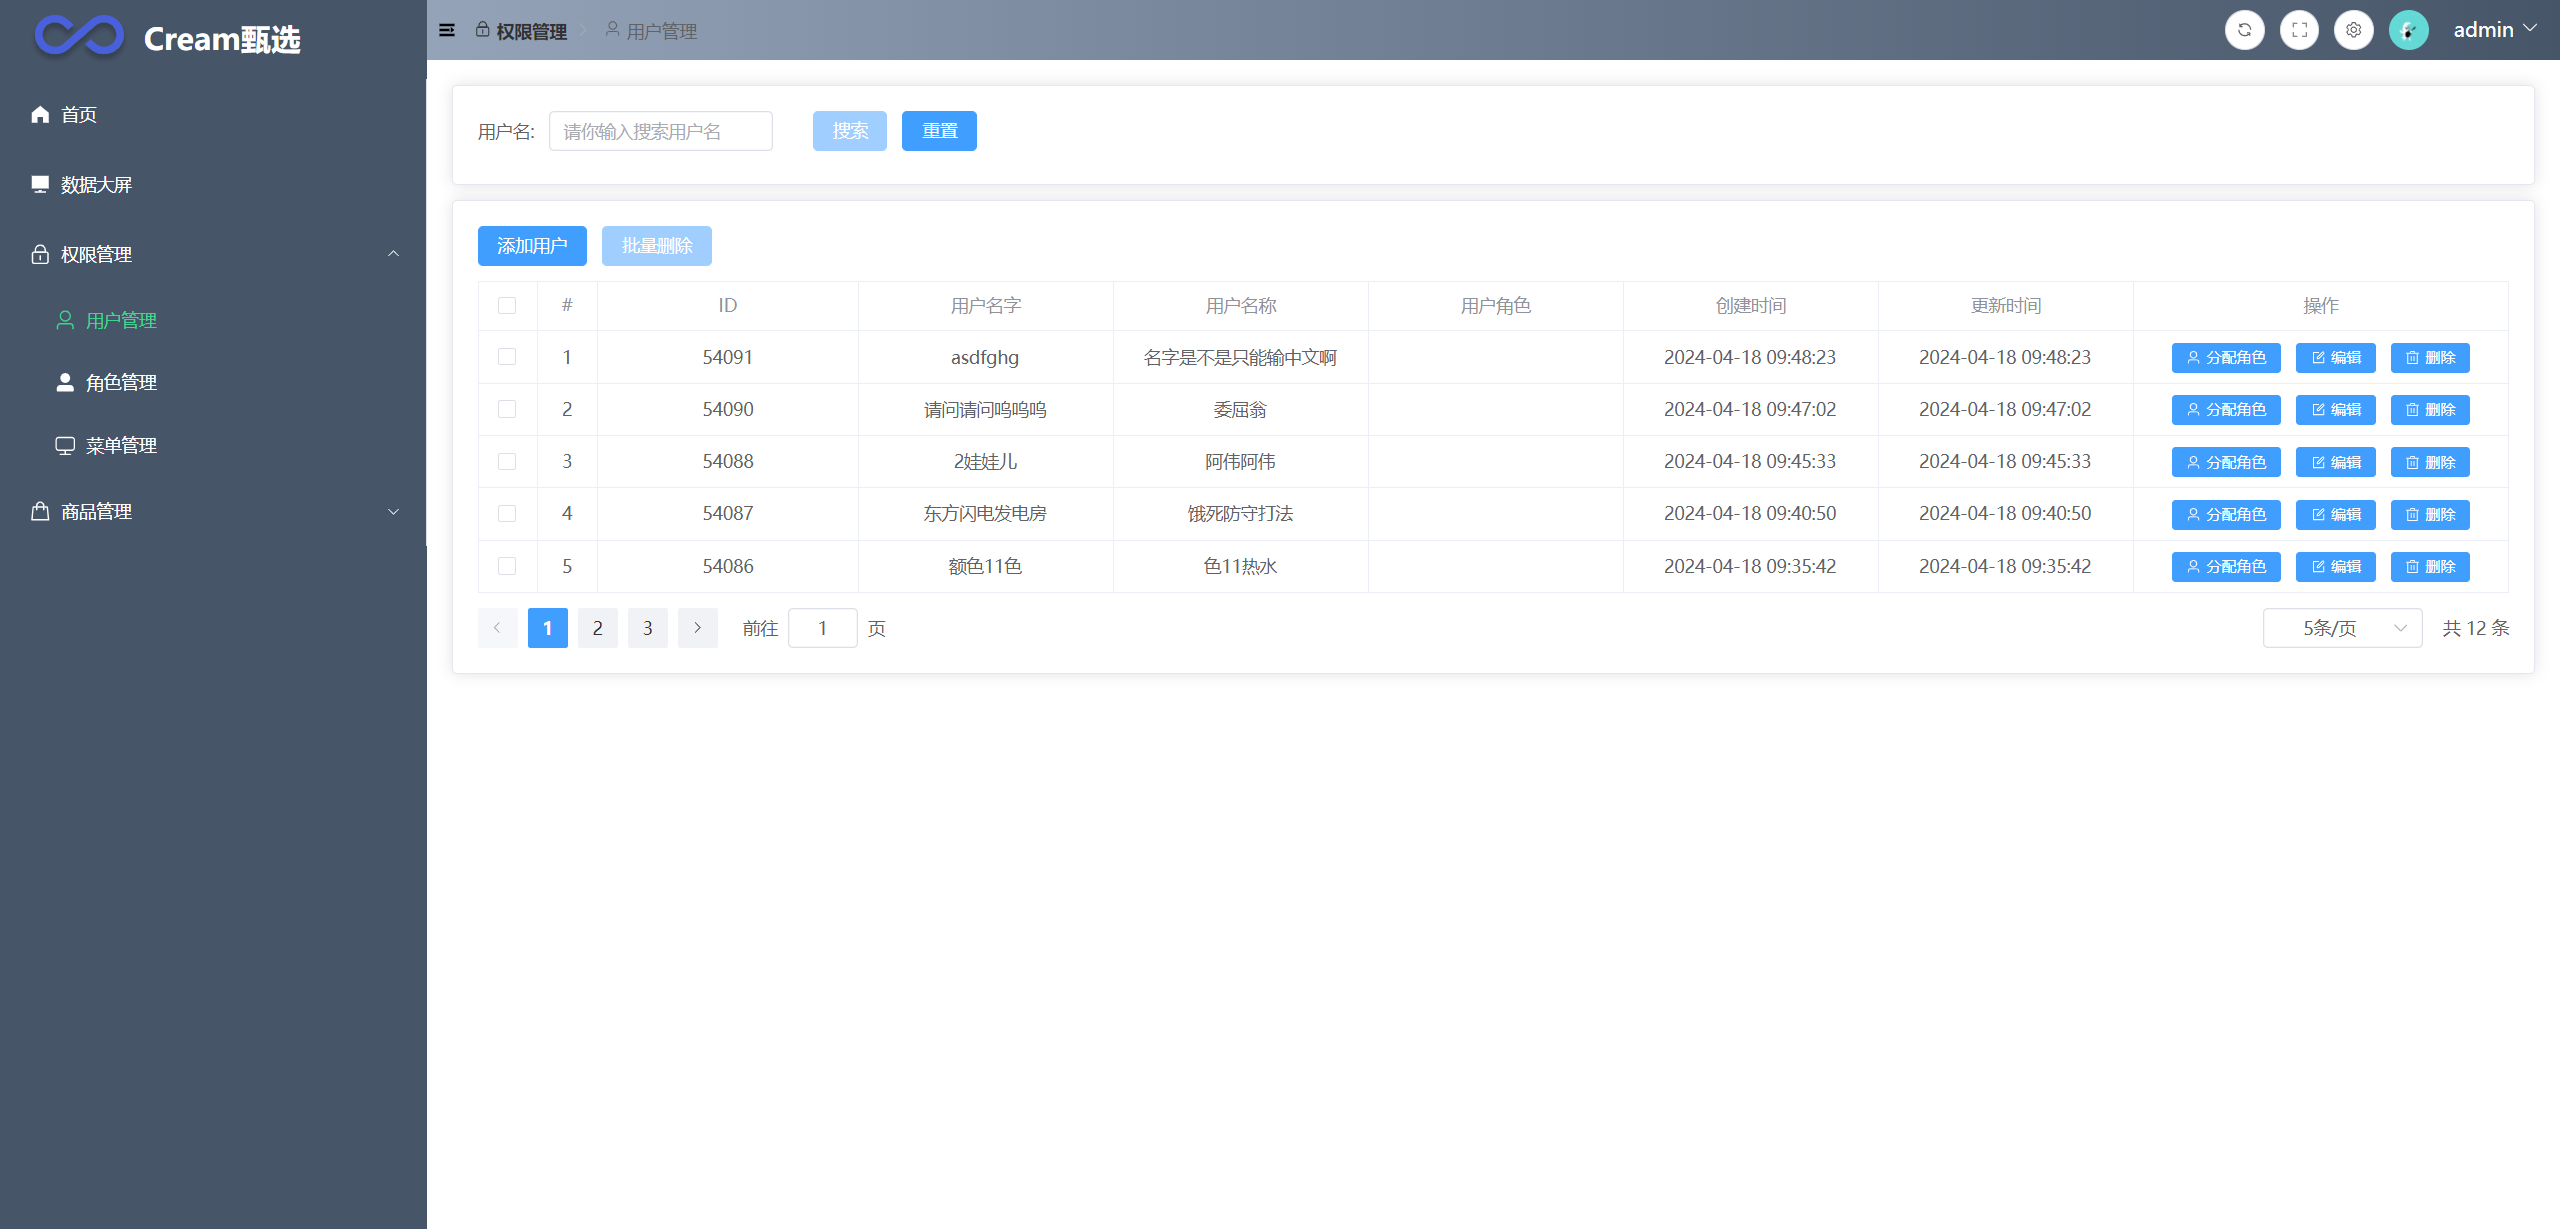 Cream甄选
首页
数据大屏
权限管理
用户管理
角色管理
菜单管理
商品管理
权限管理 用户管理
admin
用户名: 请你输入搜索用户名 搜索 重置
添加用户 批量删除
# ID 用户名字 用户名称 用户角色 创建时间 更新时间 操作
1 54091 asdfghg 名字是不是只能输中文啊 2024-04-18 09:48:23 2024-04-18 09:48:23 分配角色 编辑 删除
2 54090 请问请问呜呜呜 委屈翁 2024-04-18 09:47:02 2024-04-18 09:47:02 分配角色 编辑 删除
3 54088 2娃娃儿 阿伟阿伟 2024-04-18 09:45:33 2024-04-18 09:45:33 分配角色 编辑 删除
4 54087 东方闪电发电房 饿死防守打法 2024-04-18 09:40:50 2024-04-18 09:40:50 分配角色 编辑 删除
5 54086 额色11色 色11热水 2024-04-18 09:35:42 2024-04-18 09:35:42 分配角色 编辑 删除
1 2 3 前往 1 页 5条/页 共 12 条